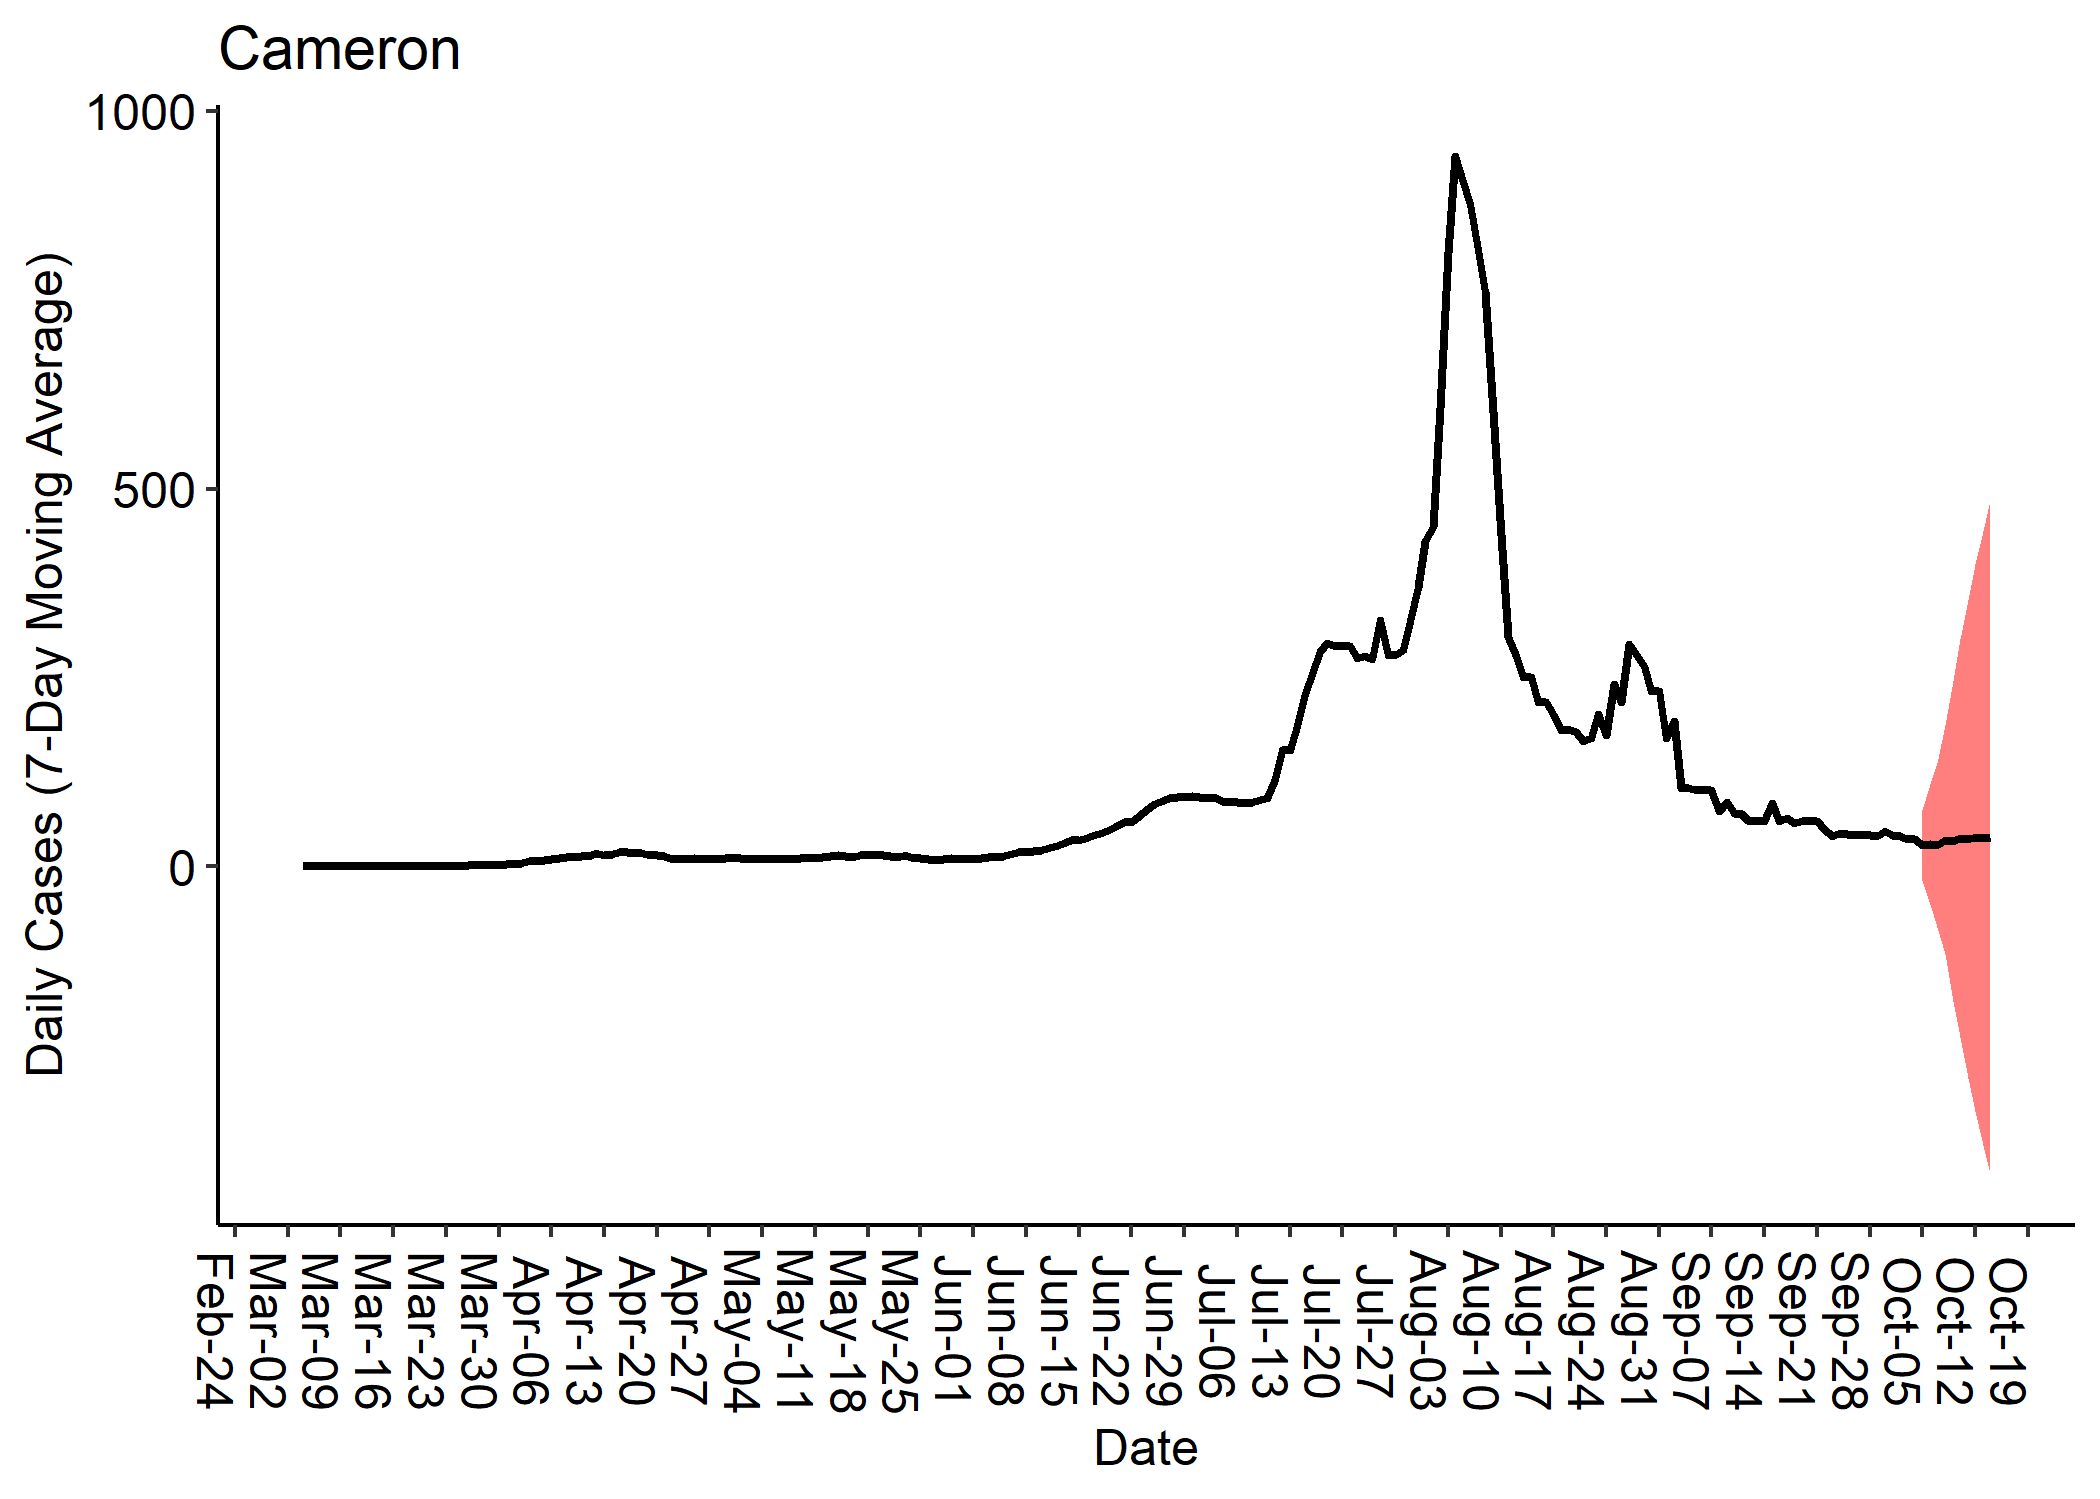 Cameron
1000
500
0
Daily Cases (7-Day Moving Average)
Feb-24
Mar-02
Mar-09
Mar-16
Mar-23
Mar-30
Apr-06
Apr-13
Apr-20
Apr-27
May-04
May-11
May-18
May-25
Jun-01
Jun-08
Jun-15
Jun-22
Jun-29
Jul-06
Jul-13
Jul-20
Jul-27
Aug-03
Aug-10
Aug-17
Aug-24
Aug-31
Sep-07
Sep-14
Sep-21
Sep-28
Oct-05
Oct-12
Oct-19
Date